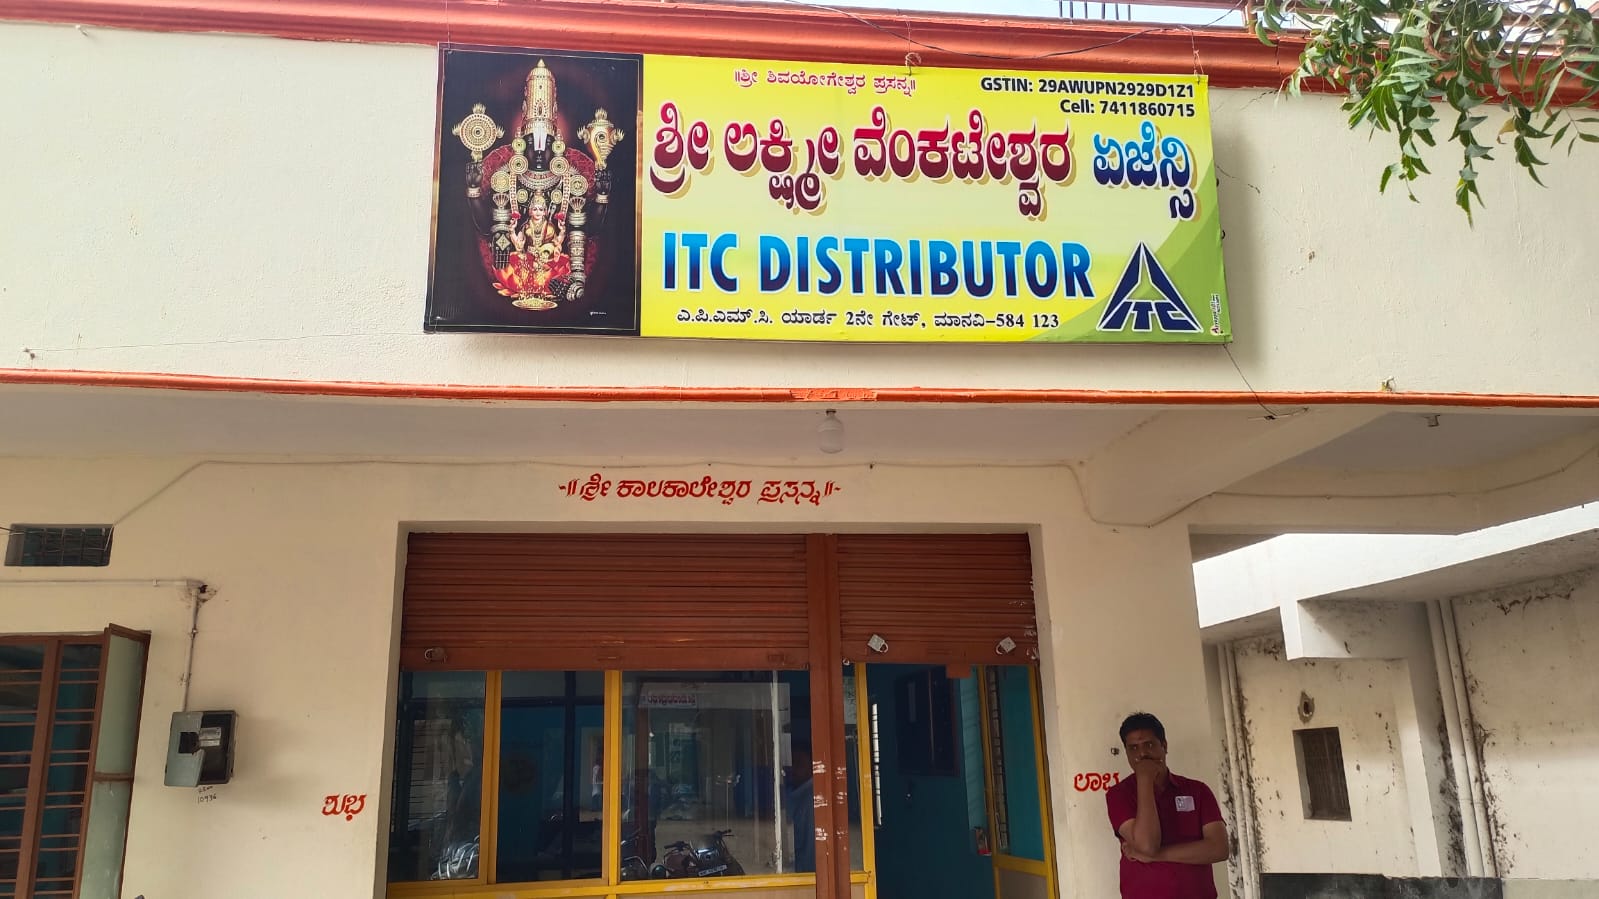 ॥ಶ್ರೀ ಶಿವಯೋಗೇಶ್ವರ ಪ್ರಸನ್ನ॥
GSTIN: 29AWUPN2929D1Z1
Cell: 7411860715
ಶ್ರೀ ಲಕ್ಷ್ಮೀ ವೆಂಕಟೇಶ್ವರ ಏಜೆನ್ಸಿ
ITC DISTRIBUTOR
ITC
ಎ.ಪಿ.ಎಮ್.ಸಿ. ಯಾರ್ಡ 2ನೇ ಗೇಟ್, ಮಾನವಿ-584 123
-॥ಶ್ರೀ ಕಾಲಕಾಲೇಶ್ವರ ಪ್ರಸನ್ನ॥-
10936
ಶುಭ
ಲಾಭ